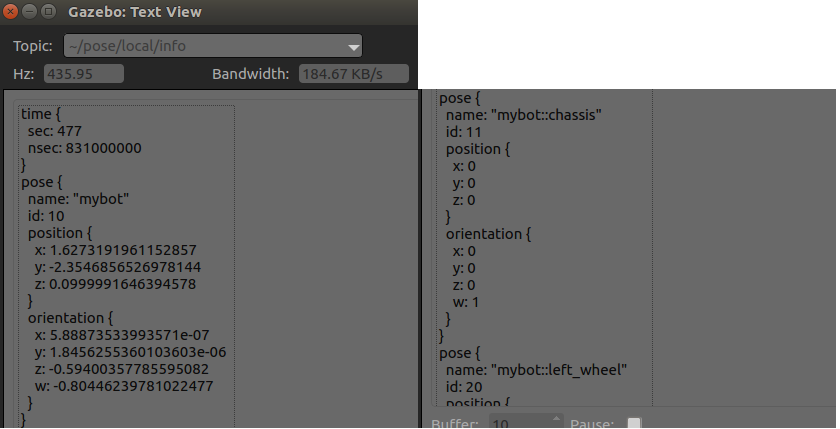 Gazebo: Text View
Topic: ~/pose/local/info
Hz: 435.95 Bandwidth: 184.67 KB/s
time {
sec: 477
nsec: 831000000
}
pose {
name: "mybot"
id: 10
position {
x: 1.6273191961152857
y: -2.3546856526978144
z: 0.0999991646394578
}
orientation {
x: 5.88873533993571e-07
y: 1.8456255360103603e-06
z: -0.59400357785595082
w: -0.80446239781022477
}
}
pose {
name: "mybot::chassis"
id: 11
position {
x: 0
y: 0
z: 0
}
orientation {
x: 0
y: 0
z: 0
w: 1
}
}
pose {
name: "mybot::left_wheel"
id: 20
position {
Buffer: 10 Pause: